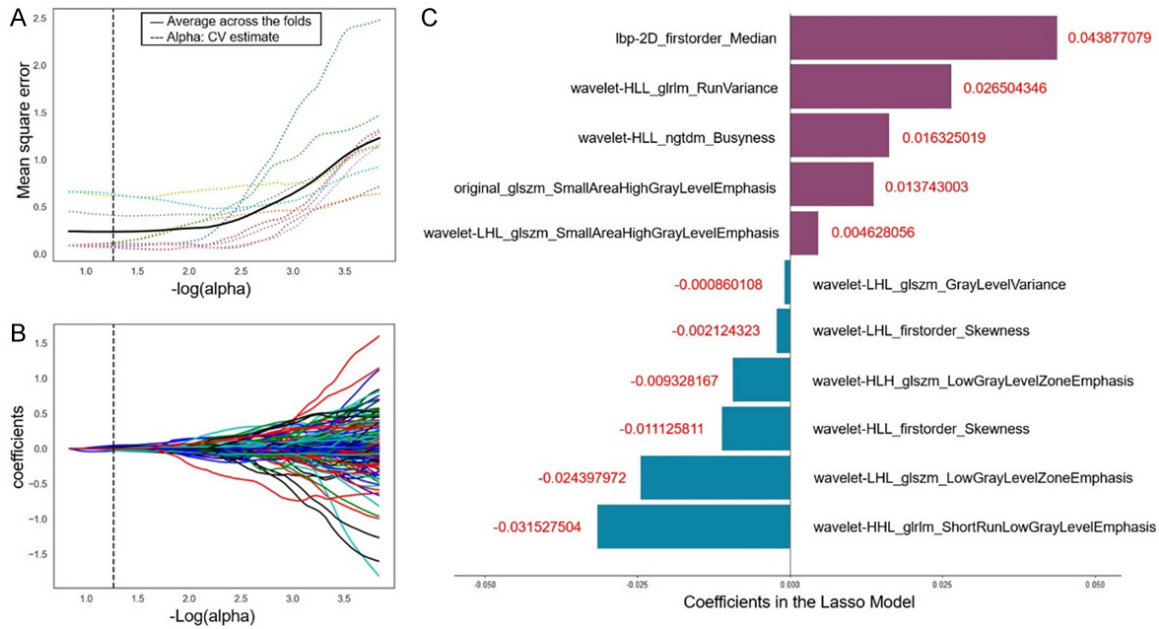 A
2.5
2.0
1.5
1.0
0.5
0.0
Mean square error
Average across the folds
Alpha: CV estimate
1.0 1.5 2.0 2.5 3.0 3.5
-log(alpha)
B
1.5
1.0
0.5
0.0
−0.5
−1.0
−1.5
coefficients
1.0 1.5 2.0 2.5 3.0 3.5
-Log(alpha)
C
lbp-2D_firstorder_Median 0.043877079
wavelet-HLL_glrlm_RunVariance 0.026504346
wavelet-HLL_ngtdm_Busyness 0.016325019
original_glszm_SmallAreaHighGrayLevelEmphasis 0.013743003
wavelet-LHL_glszm_SmallAreaHighGrayLevelEmphasis 0.004628056
-0.000860108 wavelet-LHL_glszm_GrayLevelVariance
-0.002124323 wavelet-LHL_firstorder_Skewness
-0.009328167 wavelet-HLH_glszm_LowGrayLevelZoneEmphasis
-0.011125811 wavelet-HLL_firstorder_Skewness
-0.024397972 wavelet-LHL_glszm_LowGrayLevelZoneEmphasis
-0.031527504 wavelet-HHL_glrlm_ShortRunLowGrayLevelEmphasis
-0.050 -0.025 0.000 0.025 0.050
Coefficients in the Lasso Model